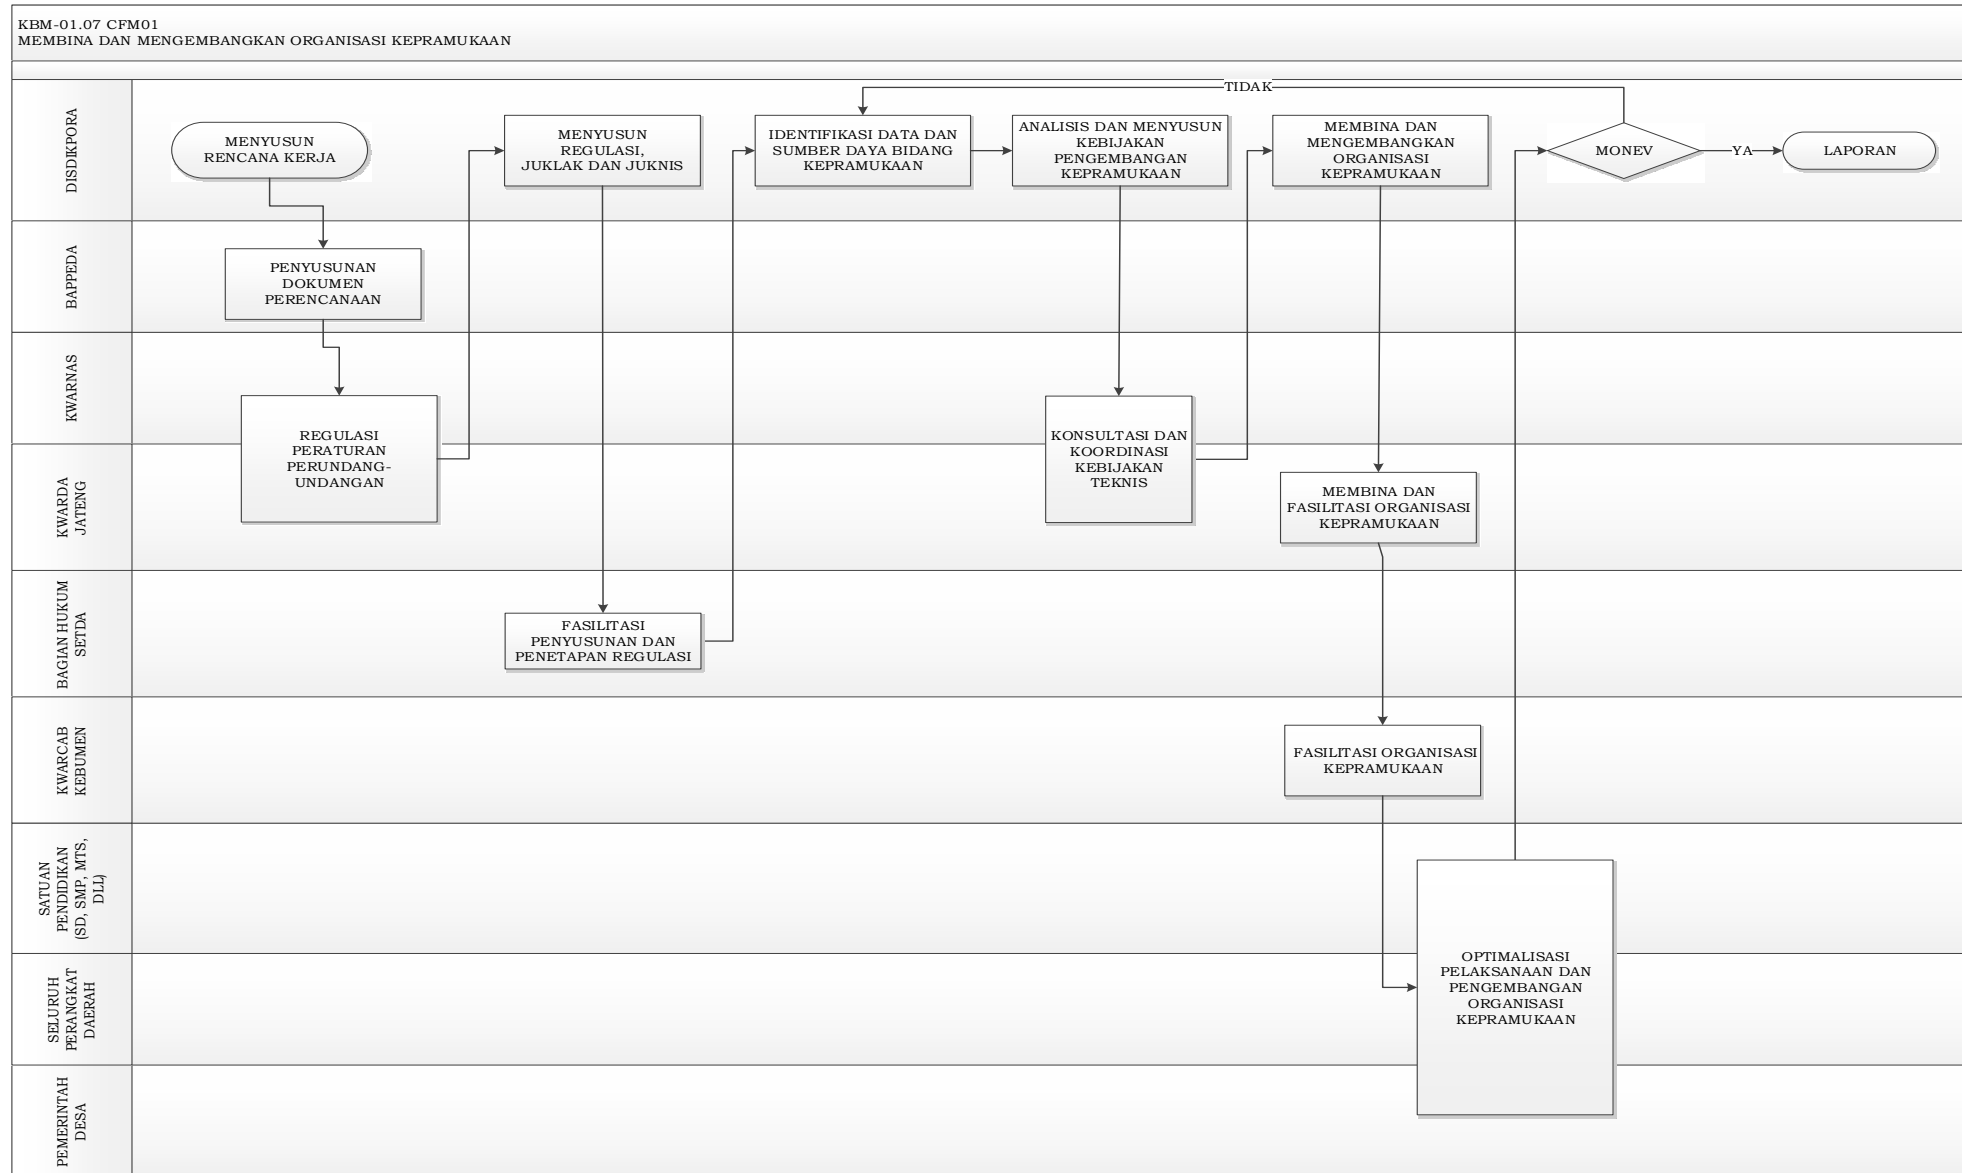 KBM-01.07 CFM01
MEMBINA DAN MENGEMBANGKAN ORGANISASI KEPRAMUKAAN
DISIDIKPORA
TIDAK
MENYUSUN
RENCANA KERJA
MENYUSUN
REGULASI,
JUKLAK DAN JUKNIS
IDENTIFIKASI DATA DAN
SUMBER DAYA BIDANG
KEPRAMUKAAN
ANALISIS DAN MENYUSUN
KEBIJAKAN
PENGEMBANGAN
KEPRAMUKAAN
MEMBINA DAN
MENGEMBANGKAN
ORGANISASI
KEPRAMUKAAN
MONEV
YA
LAPORAN
BAPPEDA
PENYUSUNAN
DOKUMEN
PERENCANAAN
KWARNAS
REGULASI
PERATURAN
PERUNDANG-
UNDANGAN
KONSULTASI DAN
KOORDINASI
KEBIJAKAN
TEKNIS
KWARDA
JATENG
MEMBINA DAN
FASILITASI ORGANISASI
KEPRAMUKAAN
BAGIAN HUKUM
SETDA
FASILITASI
PENYUSUNAN DAN
PENETAPAN REGULASI
KWARCAB
KEBUMEN
FASILITASI ORGANISASI
KEPRAMUKAAN
SATUAN
PENDIDIKAN
(SD, SMP, MTS,
DLL)
SELURUH
PERANGKAT
DAERAH
OPTIMALISASI
PELAKSANAAN DAN
PENGEMBANGAN
ORGANISASI
KEPRAMUKAAN
PEMERINTAH
DESA